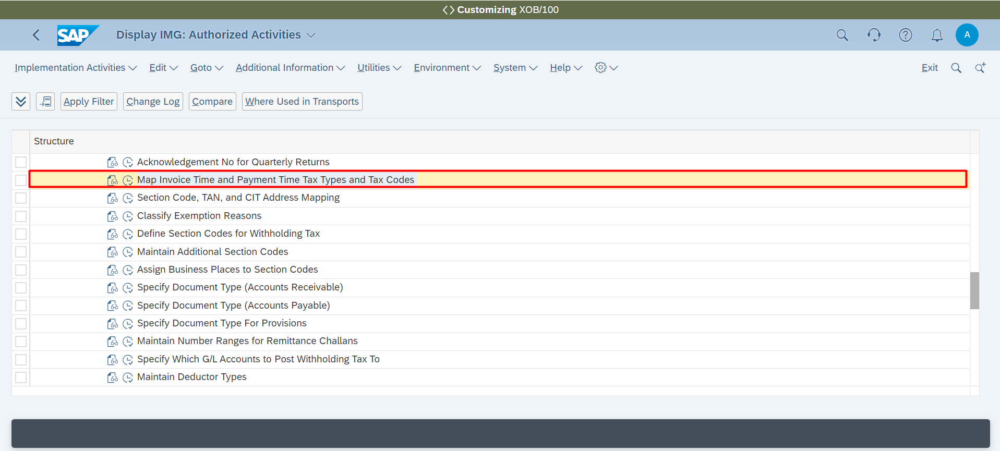 Customizing XOB/100
SAP Display IMG: Authorized Activities A
Implementation Activities Edit Goto Additional Information Utilities Environment System Help Exit
Apply Filter Change Log Compare Where Used in Transports
Structure
Acknowledgement No for Quarterly Returns
Map Invoice Time and Payment Time Tax Types and Tax Codes
Section Code, TAN, and CIT Address Mapping
Classify Exemption Reasons
Define Section Codes for Withholding Tax
Maintain Additional Section Codes
Assign Business Places to Section Codes
Specify Document Type (Accounts Receivable)
Specify Document Type (Accounts Payable)
Specify Document Type For Provisions
Maintain Number Ranges for Remittance Challans
Specify Which G/L Accounts to Post Withholding Tax To
Maintain Deductor Types